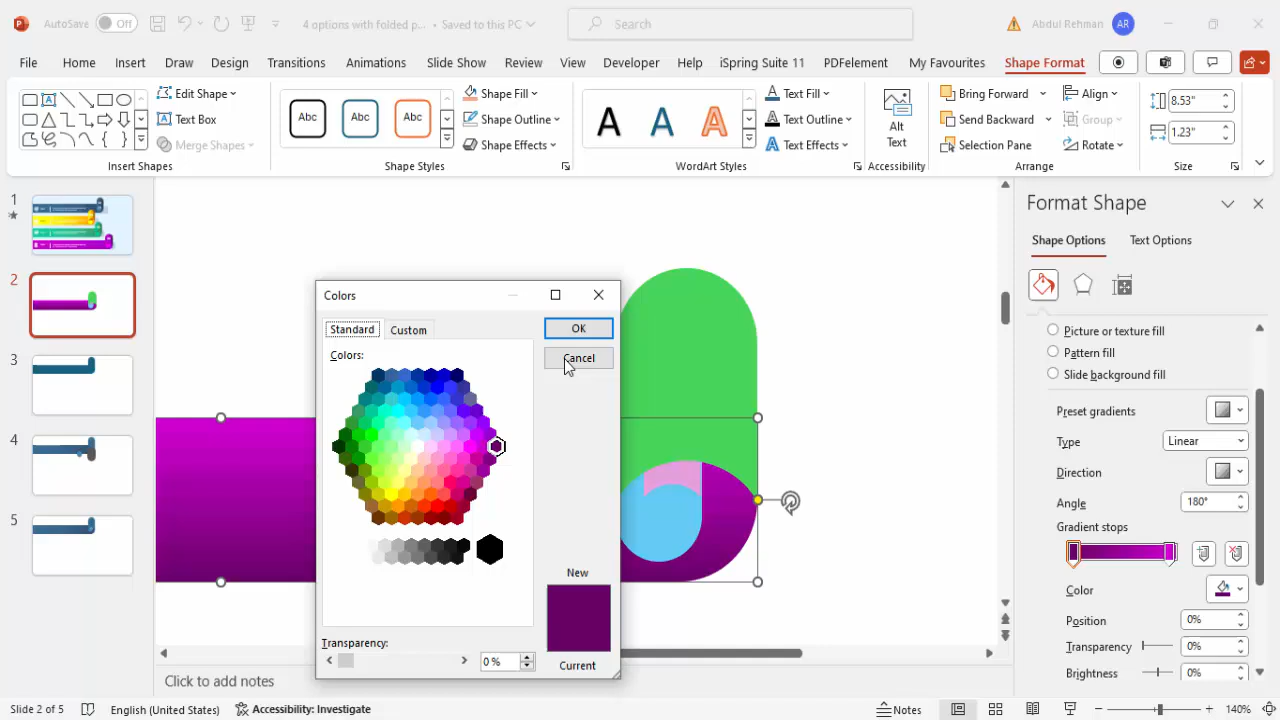 AutoSave Off 4 options with folded p... • Saved to this PC Search Abdul Rehman AR
File Home Insert Draw Design Transitions Animations Slide Show Review View Developer Help iSpring Suite 11 PDFelement My Favourites Shape Format
Edit Shape
Text Box
Merge Shapes
Insert Shapes
Abc Abc Abc
Shape Fill
Shape Outline
Shape Effects
Shape Styles
A A A
Text Fill
Text Outline
Text Effects
WordArt Styles
Alt
Text
Accessibility
Bring Forward
Send Backward
Selection Pane
Align
Group
Rotate
Arrange
8.53"
1.23"
Size
1
2
3
4
5
Colors
Standard Custom
OK
Cancel
Colors:
New
Current
Transparency:
0 %
Format Shape
Shape Options Text Options
Picture or texture fill
Pattern fill
Slide background fill
Preset gradients
Type Linear
Direction
Angle 180°
Gradient stops
Color
Position 0%
Transparency 0%
Brightness 0%
Click to add notes
Slide 2 of 5 English (United States) Accessibility: Investigate Notes 140%